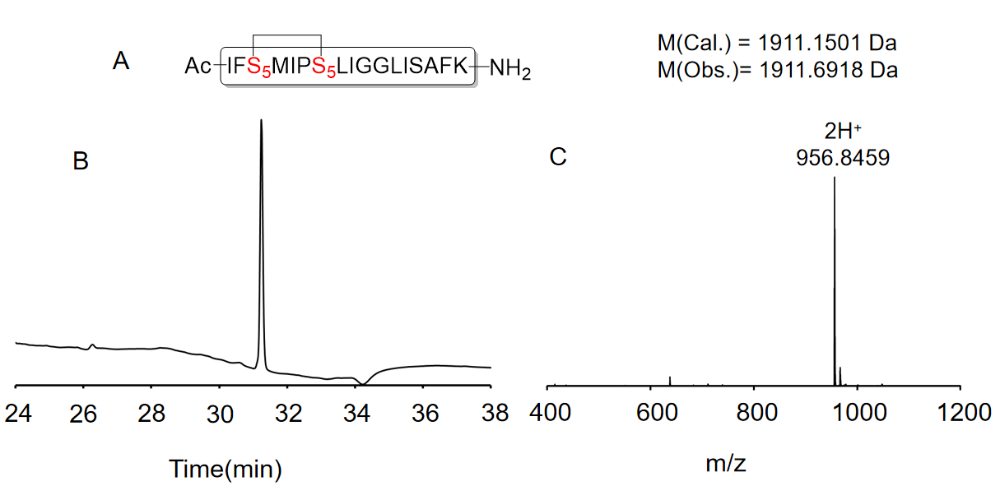 A
Ac IFS5MIPS5LIGGLISAFK NH2
M(Cal.) = 1911.1501 Da
M(Obs.)= 1911.6918 Da
B
24 26 28 30 32 34 36 38
Time(min)
C
2H+
956.8459
400 600 800 1000 1200
m/z